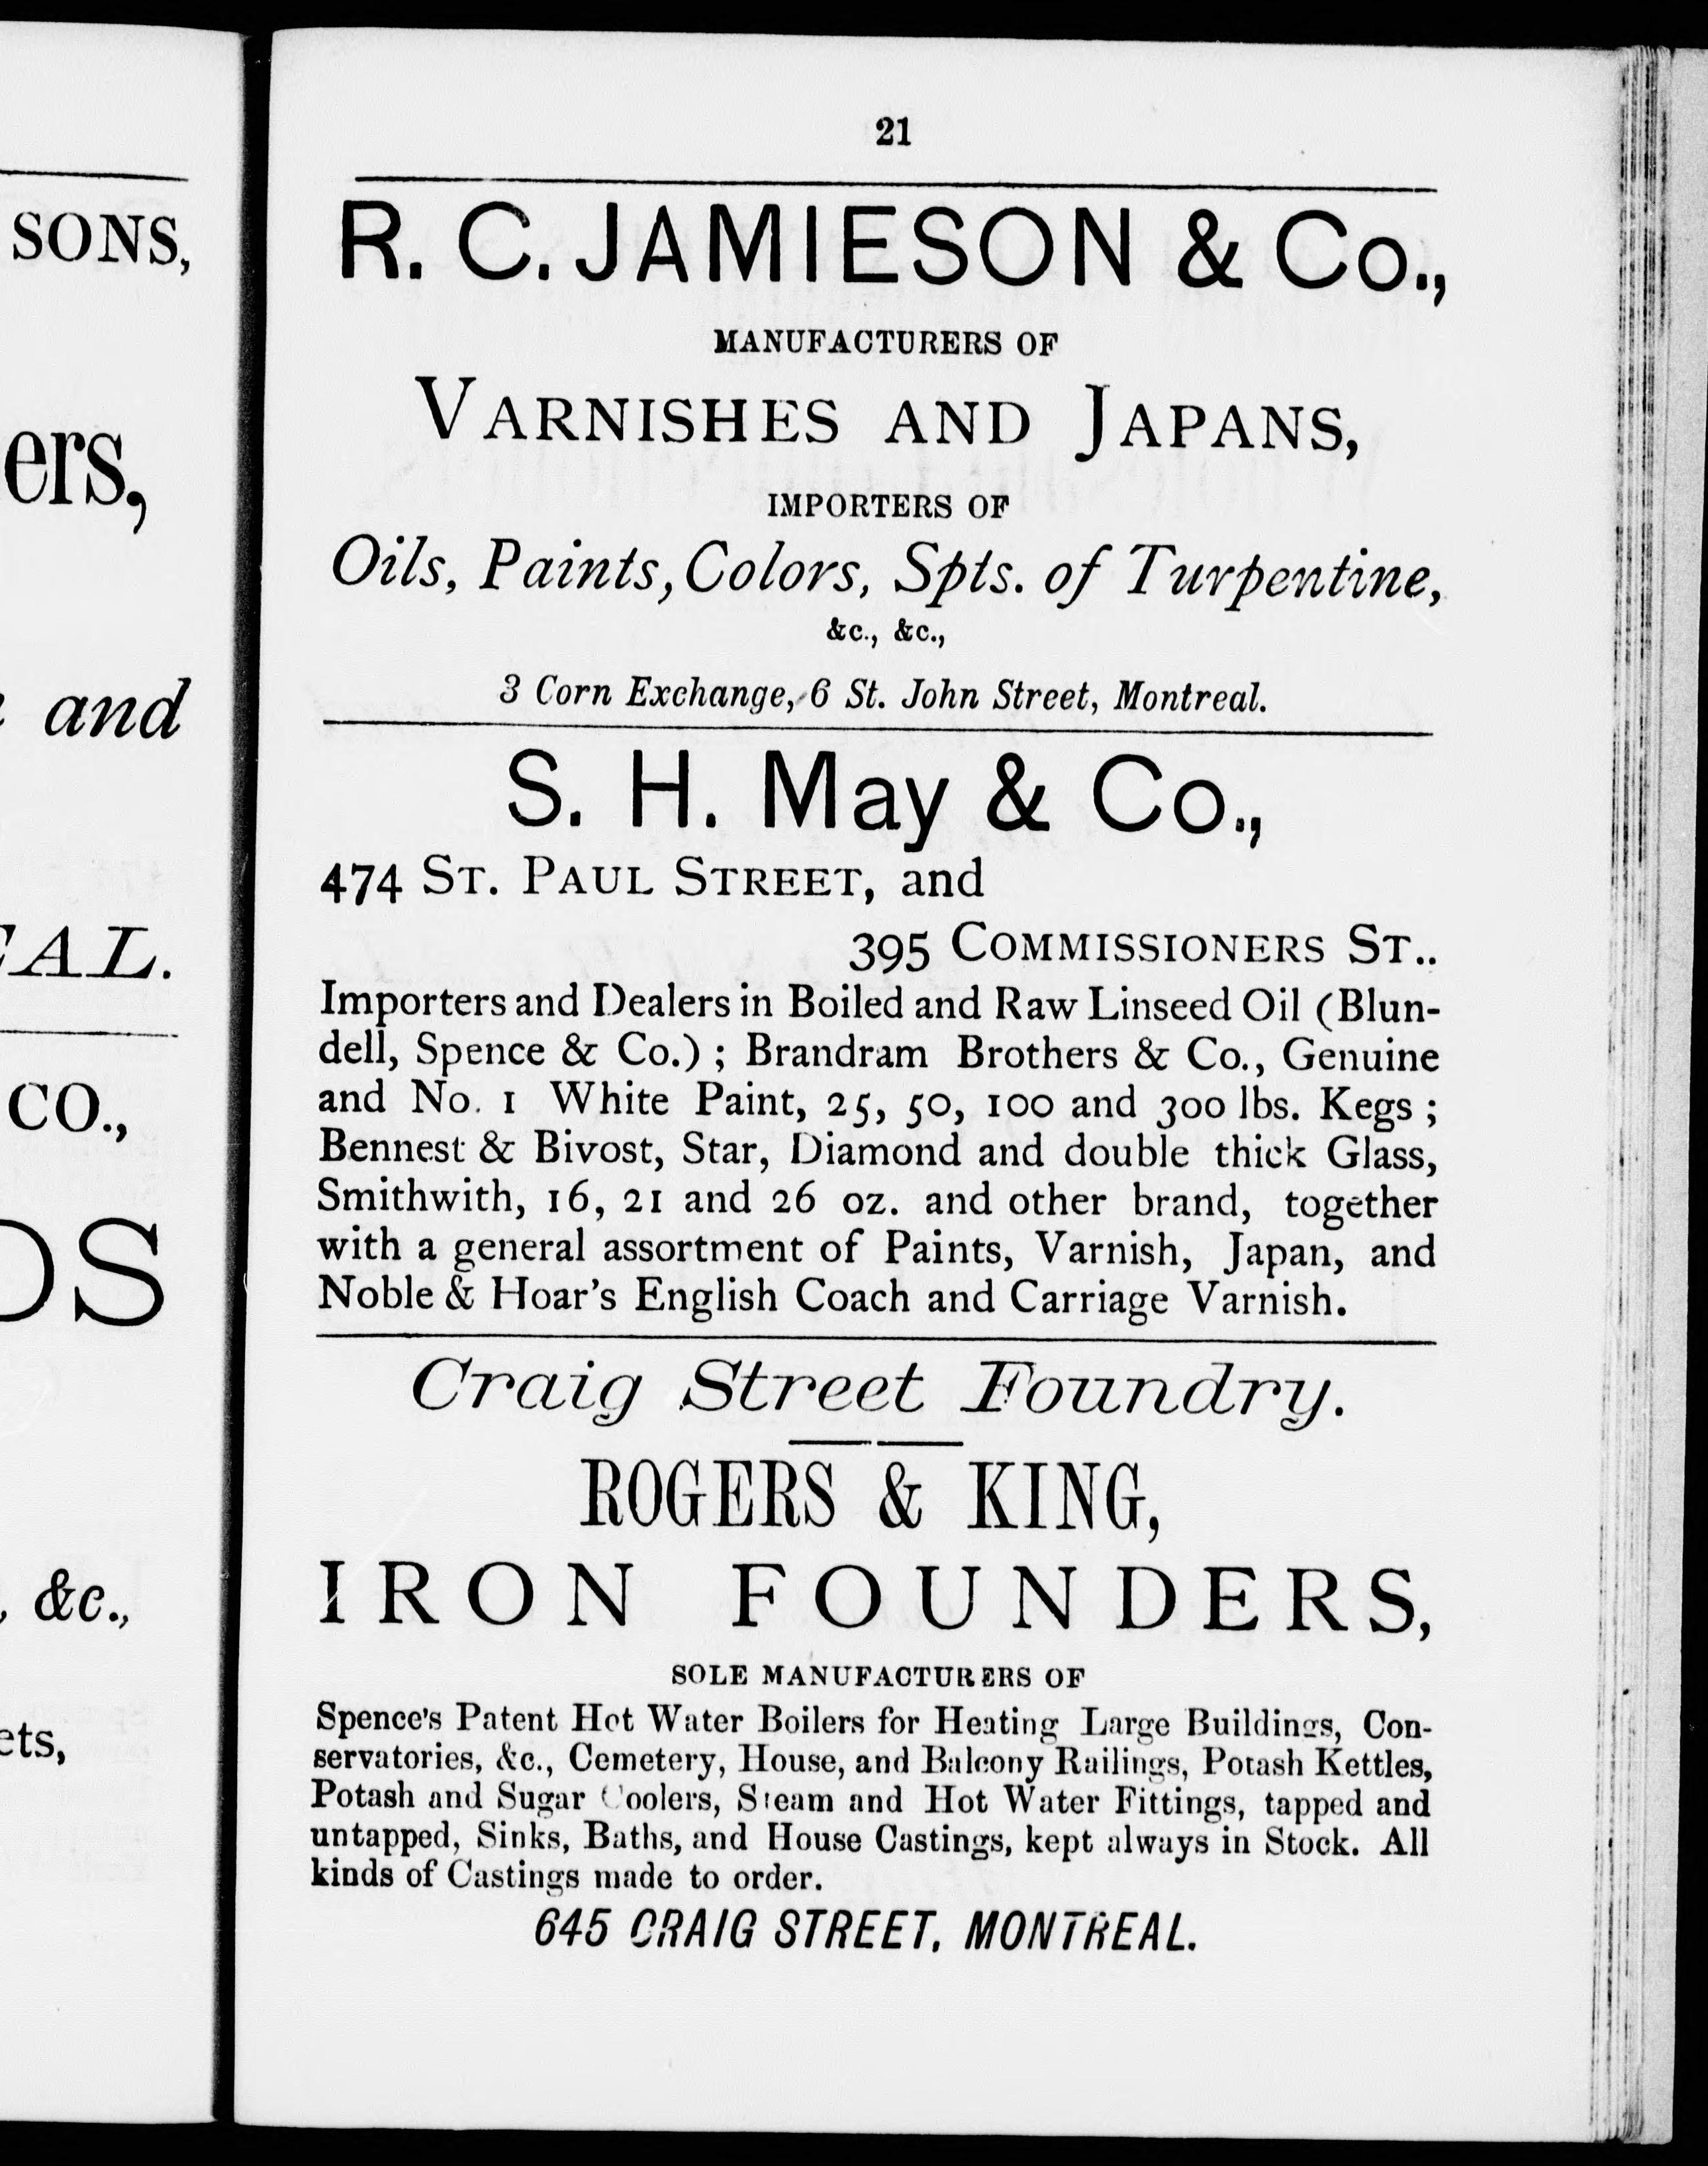 SONS,
ers,
and
EAL.
CO.,
DS
, &c.,
ets,
21
R. C. JAMIESON & Co.,
MANUFACTURERS OF
VARNISHES AND JAPANS,
IMPORTERS OF
Oils, Paints, Colors, Spts. of Turpentine,
&c., &c.,
3 Corn Exchange, 6 St. John Street, Montreal.
S. H. May & Co.,
474 ST. PAUL STREET, and
395 COMMISSIONERS ST..
Importers and Dealers in Boiled and Raw Linseed Oil (Blun-
dell, Spence & Co.) ; Brandram Brothers & Co., Genuine
and No. 1 White Paint, 25, 50, 100 and 300 lbs. Kegs ;
Bennest & Bivost, Star, Diamond and double thick Glass,
Smithwith, 16, 21 and 26 oz. and other brand, together
with a general assortment of Paints, Varnish, Japan, and
Noble & Hoar's English Coach and Carriage Varnish.
Craig Street Foundry.
ROGERS & KING,
IRON FOUNDERS,
SOLE MANUFACTURERS OF
Spence's Patent Hot Water Boilers for Heating Large Buildings, Con-
servatories, &c., Cemetery, House, and Balcony Railings, Potash Kettles,
Potash and Sugar Coolers, Steam and Hot Water Fittings, tapped and
untapped, Sinks, Baths, and House Castings, kept always in Stock. All
kinds of Castings made to order.
645 CRAIG STREET, MONTREAL.